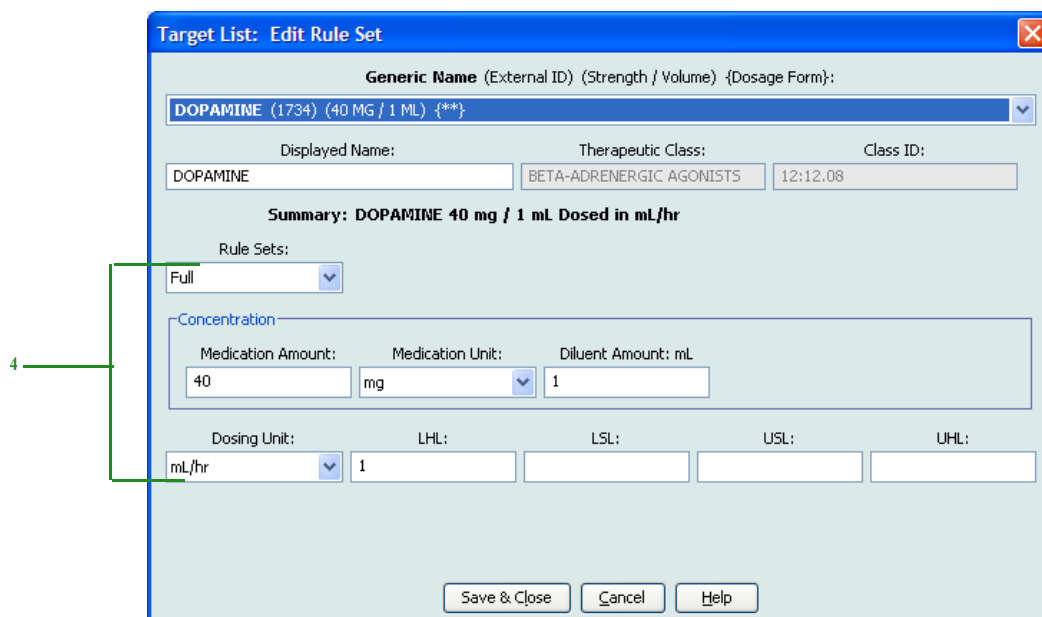 Target List: Edit Rule Set
Generic Name (External ID) (Strength / Volume) {Dosage Form}:
DOPAMINE (1734) (40 MG / 1 ML) {**}
Displayed Name: Therapeutic Class: Class ID:
DOPAMINE BETA-ADRENERGIC AGONISTS 12:12.08
Summary: DOPAMINE 40 mg / 1 mL Dosed in mL/hr
Rule Sets:
Full
Concentration
Medication Amount: Medication Unit: Diluent Amount: mL
4
40 mg 1
Dosing Unit: LHL: LSL: USL: UHL:
mL/hr 1
Save & Close Cancel Help